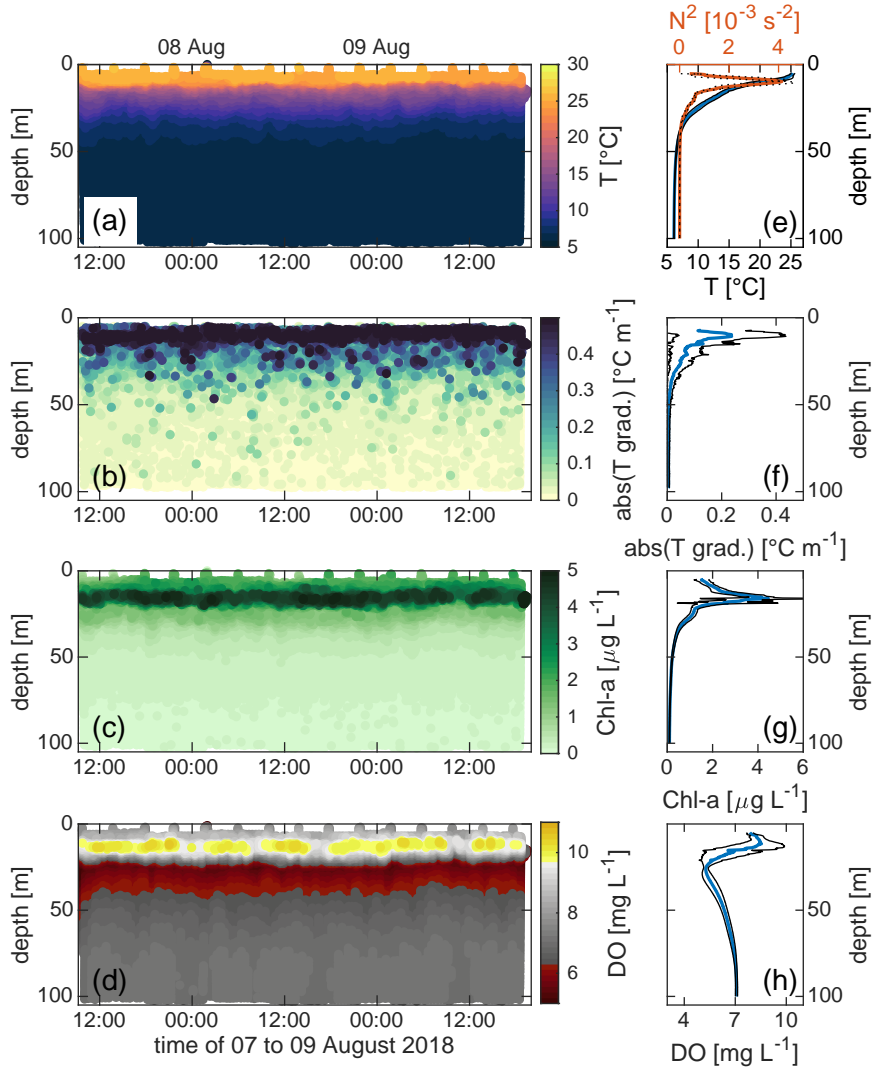 08 Aug 09 Aug
0
50
100
depth [m]
(a)
12:00 00:00 12:00 00:00 12:00
30
25
20
15
10
5
T [°C]
N² [10⁻³ s⁻²]
0 2 4
0
50
100
depth [m]
(e)
5 10 15 20 25
T [°C]
0
50
100
depth [m]
(b)
12:00 00:00 12:00 00:00 12:00
0.4
0.3
0.2
0.1
0
abs(T grad.) [°C m⁻¹]
0
50
100
depth [m]
(f)
0 0.2 0.4
abs(T grad.) [°C m⁻¹]
0
50
100
depth [m]
(c)
12:00 00:00 12:00 00:00 12:00
5
4
3
2
1
0
Chl-a [μg L⁻¹]
0
50
100
depth [m]
(g)
0 2 4 6
Chl-a [μg L⁻¹]
0
50
100
depth [m]
(d)
12:00 00:00 12:00 00:00 12:00
time of 07 to 09 August 2018
10
9
8
7
6
DO [mg L⁻¹]
0
50
100
depth [m]
(h)
4 7 10
DO [mg L⁻¹]